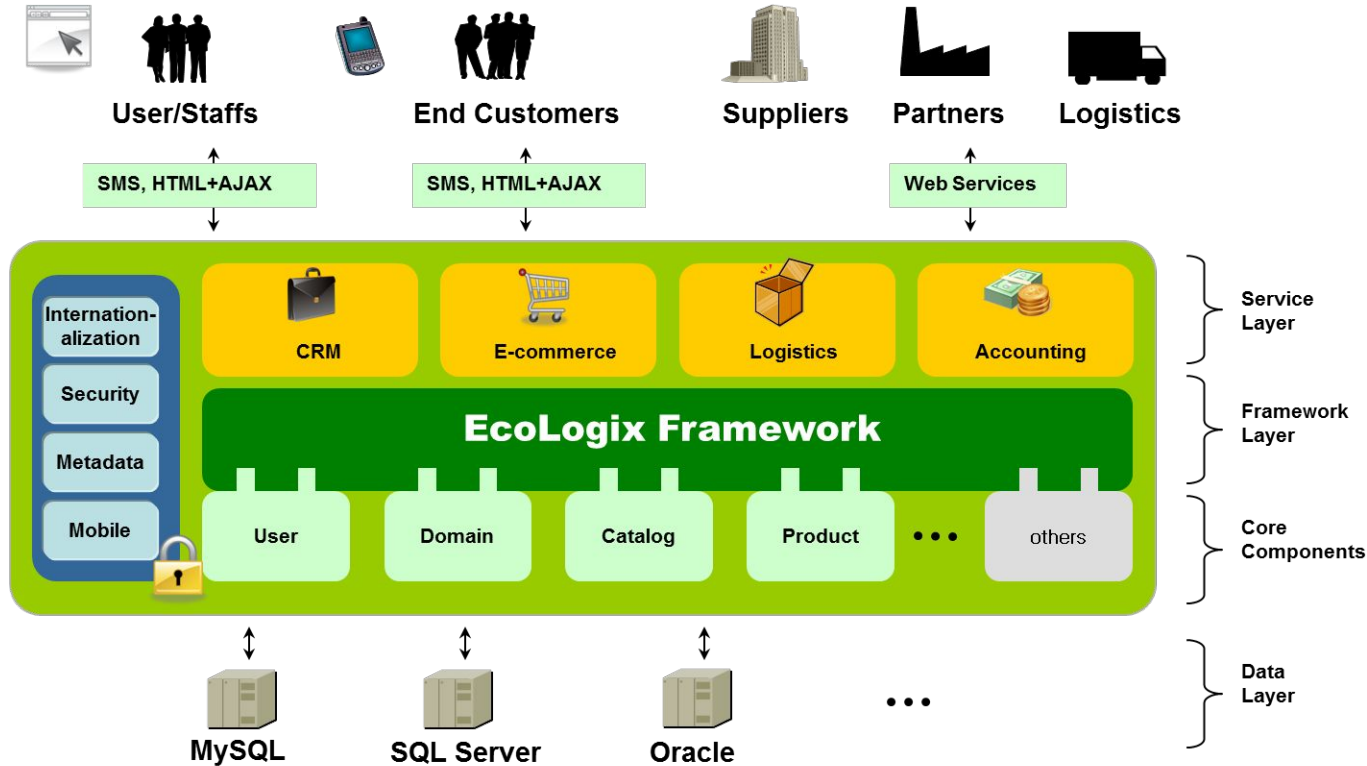 User/Staffs
End Customers
Suppliers
Partners
Logistics
SMS, HTML+AJAX
SMS, HTML+AJAX
Web Services
Internation-
alization
Security
Metadata
Mobile
CRM
E-commerce
Logistics
Accounting
EcoLogix Framework
User
Domain
Catalog
Product
•••
others
Service
Layer
Framework
Layer
Core
Components
Data
Layer
MySQL
SQL Server
Oracle
•••